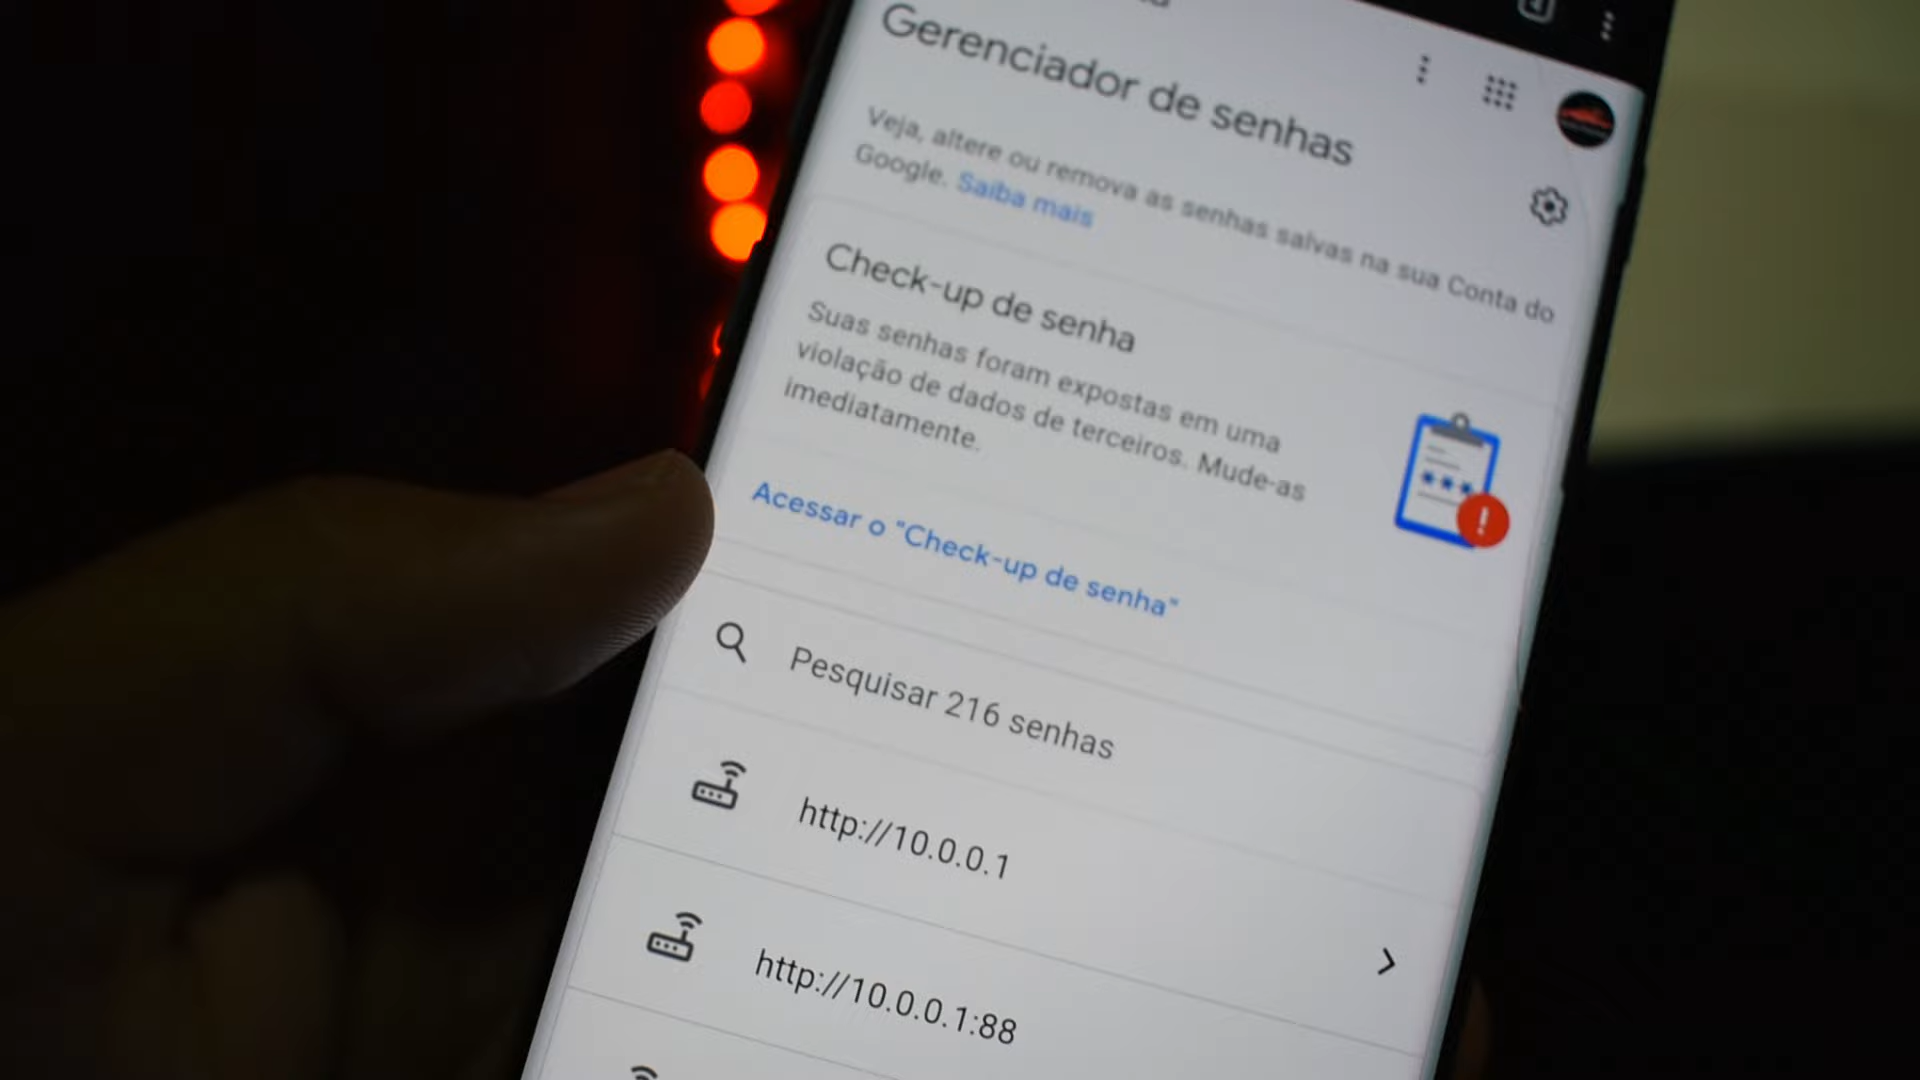 Gerenciador de senhas
Veja, altere ou remova as senhas salvas na sua Conta do
Google. Saiba mais
Check-up de senha
Suas senhas foram expostas em uma
violação de dados de terceiros. Mude-as
imediatamente.
Acessar o "Check-up de senha"
Pesquisar 216 senhas
http://10.0.0.1
http://10.0.0.1:88